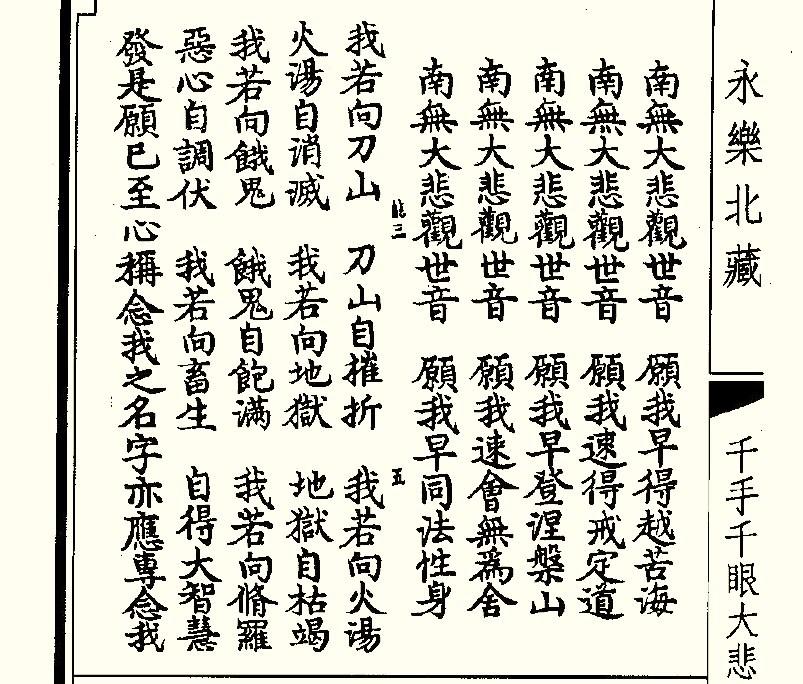 永樂北藏
千手千眼大悲
南無大悲觀世音 願我早得越苦海
南無大悲觀世音 願我速得戒定道
南無大悲觀世音 願我早登涅槃山
南無大悲觀世音 願我速會無爲舍
南無大悲觀世音 願我早同法性身
三 五
我若向刀山 刀山自摧折 我若向火湯
火湯自消滅 我若向地獄 地獄自枯竭
我若向餓鬼 餓鬼自飽滿 我若向脩羅
惡心自調伏 我若向畜生 自得大智慧
發是願已至心稱念我之名字亦應專念我